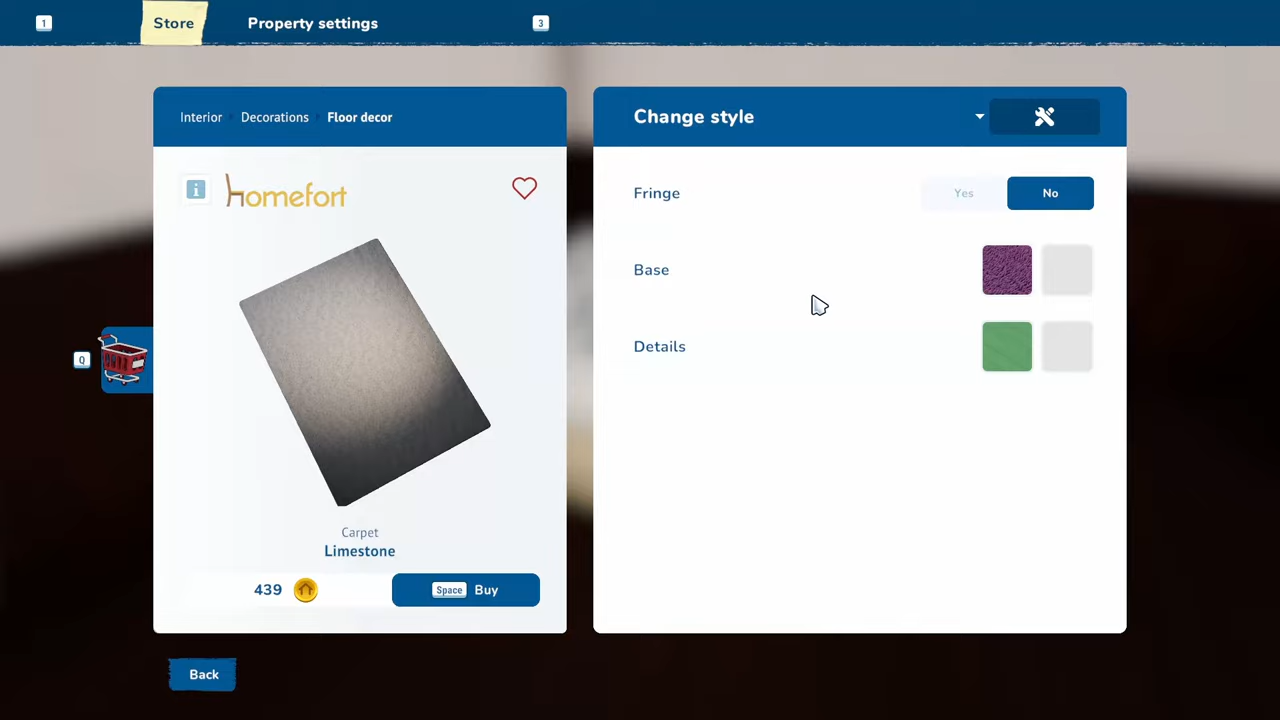 1
Store
Property settings
3
Interior Decorations Floor decor
Change style
i
homefort
Fringe
Yes
No
Base
Details
Q
Carpet
Limestone
439
Space Buy
Back